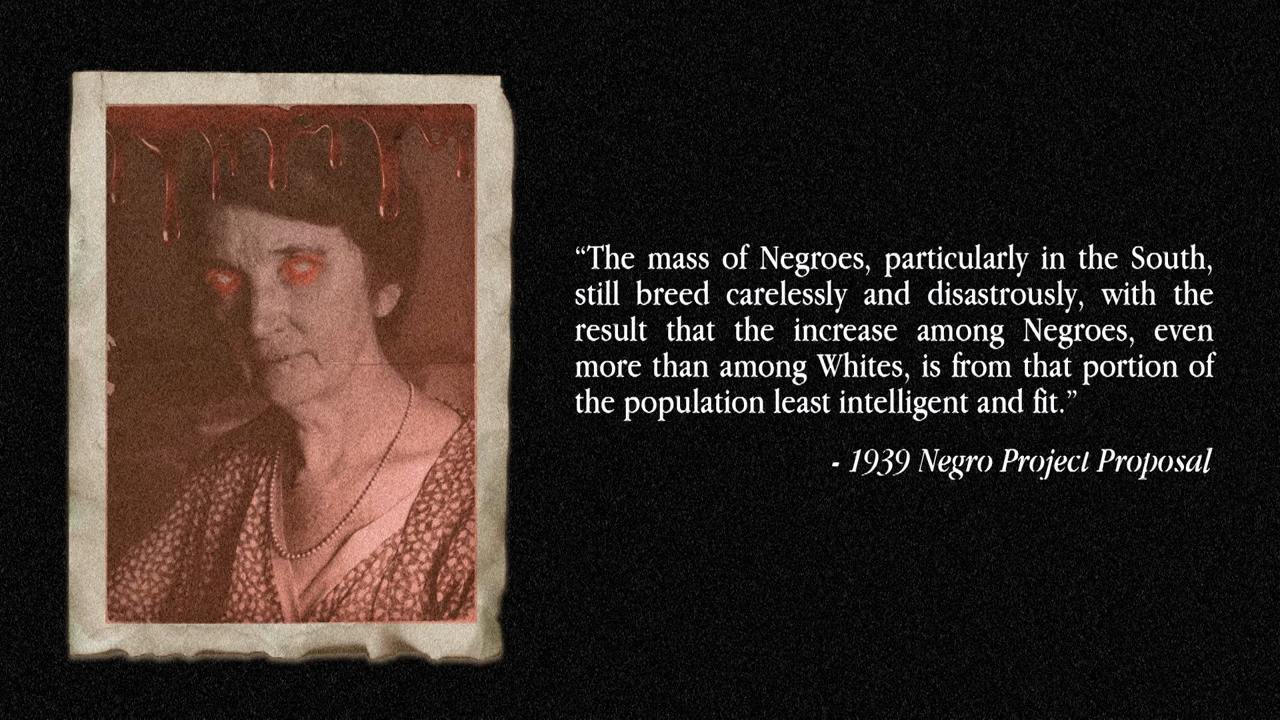 “The mass of Negroes, particularly in the South,
still breed carelessly and disastrously, with the
result that the increase among Negroes, even
more than among Whites, is from that portion of
the population least intelligent and fit.”
- 1939 Negro Project Proposal